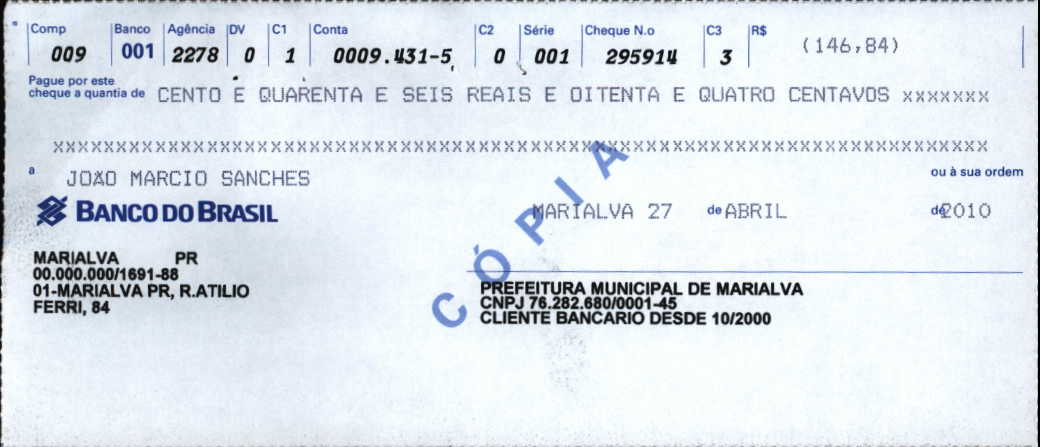 Comp Banco Agência DV C1 Conta C2 Série Cheque N.o C3 R$
009 001 2278 0 1 0009.431-5 0 001 295914 3 (146,84)
Pague por este
cheque a quantia de CENTO E QUARENTA E SEIS REAIS E OITENTA E QUATRO CENTAVOS xxxxxxx
xxxxxxxxxxxxxxxxxxxxxxxxxxxxxxxxxxxxxxxxxxxxxxxxxxxxxxxxxxxxxxxxxxxxxxxxx
a JOAO MARCIO SANCHES ou à sua ordem
BANCO DO BRASIL
MARIALVA 27 de ABRIL de 2010
CÓPIA
MARIALVA PR
00.000.000/1691-88
01-MARIALVA PR, R.ATILIO
FERRI, 84
PREFEITURA MUNICIPAL DE MARIALVA
CNPJ 76.282.680/0001-45
CLIENTE BANCARIO DESDE 10/2000